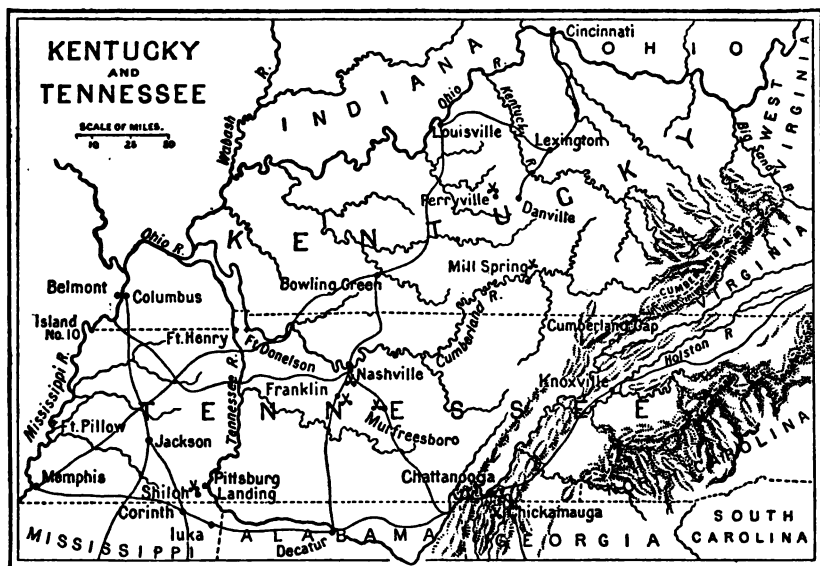 KENTUCKY
AND
TENNESSEE
SCALE OF MILES.
10 25 50
Cincinnati
OHIO
INDIANA
Wabash R.
Ohio R.
Kentucky R.
Louisville
Lexington
WEST VIRGINIA
Big Sandy R.
Perryville
Danville
KENTUCKY
Ohio R.
Mill Spring
Bowling Green
Belmont
Columbus
CUMB
VIRGINIA
Island
No. 10
Ft. Henry
Ft Donelson
Cumberland R.
Cumberland Gap
Holston R
Mississippi R.
Tennessee R.
Franklin
Nashville
Knoxville
TENNESSEE
Murfreesboro
Ft. Pillow
Jackson
CAROLINA
Memphis
Shiloh
Pittsburg
Landing
Chattanooga
Corinth
Chickamauga
Iuka
Decatur
MISSISSIPPI
ALABAMA
GEORGIA
SOUTH
CAROLINA